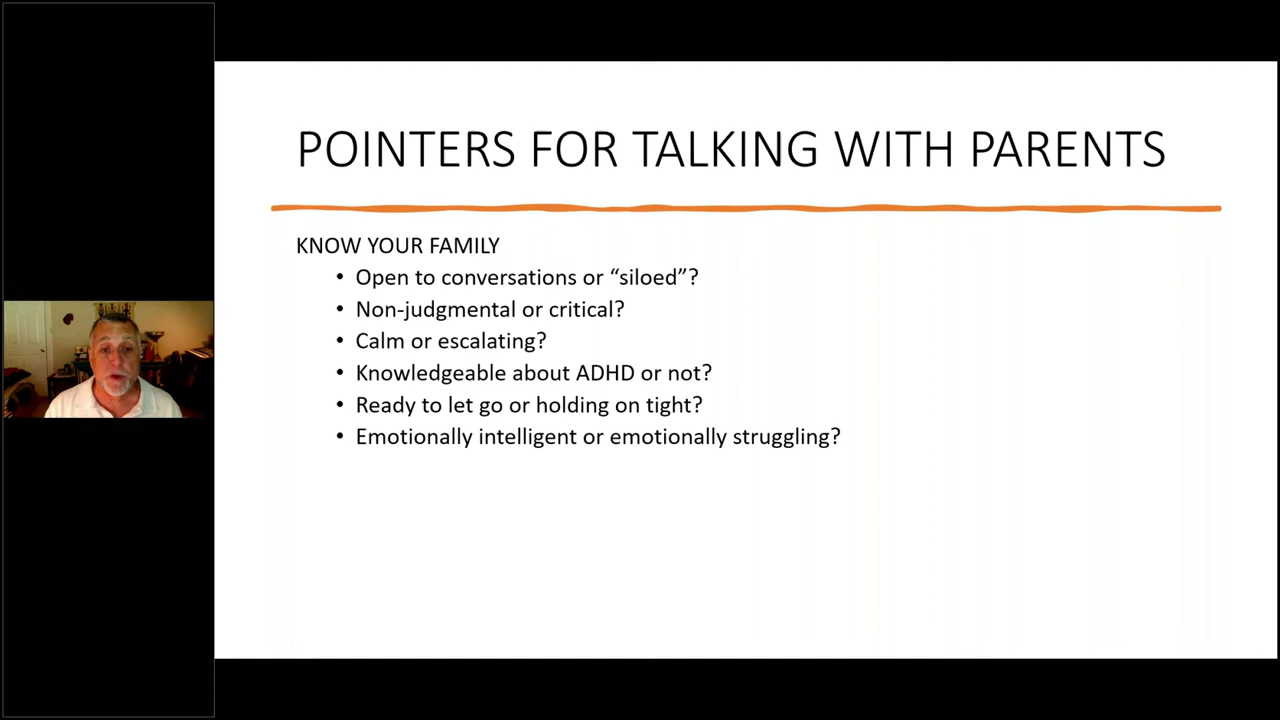 POINTERS FOR TALKING WITH PARENTS
KNOW YOUR FAMILY
• Open to conversations or “siloed”?
• Non-judgmental or critical?
• Calm or escalating?
• Knowledgeable about ADHD or not?
• Ready to let go or holding on tight?
• Emotionally intelligent or emotionally struggling?